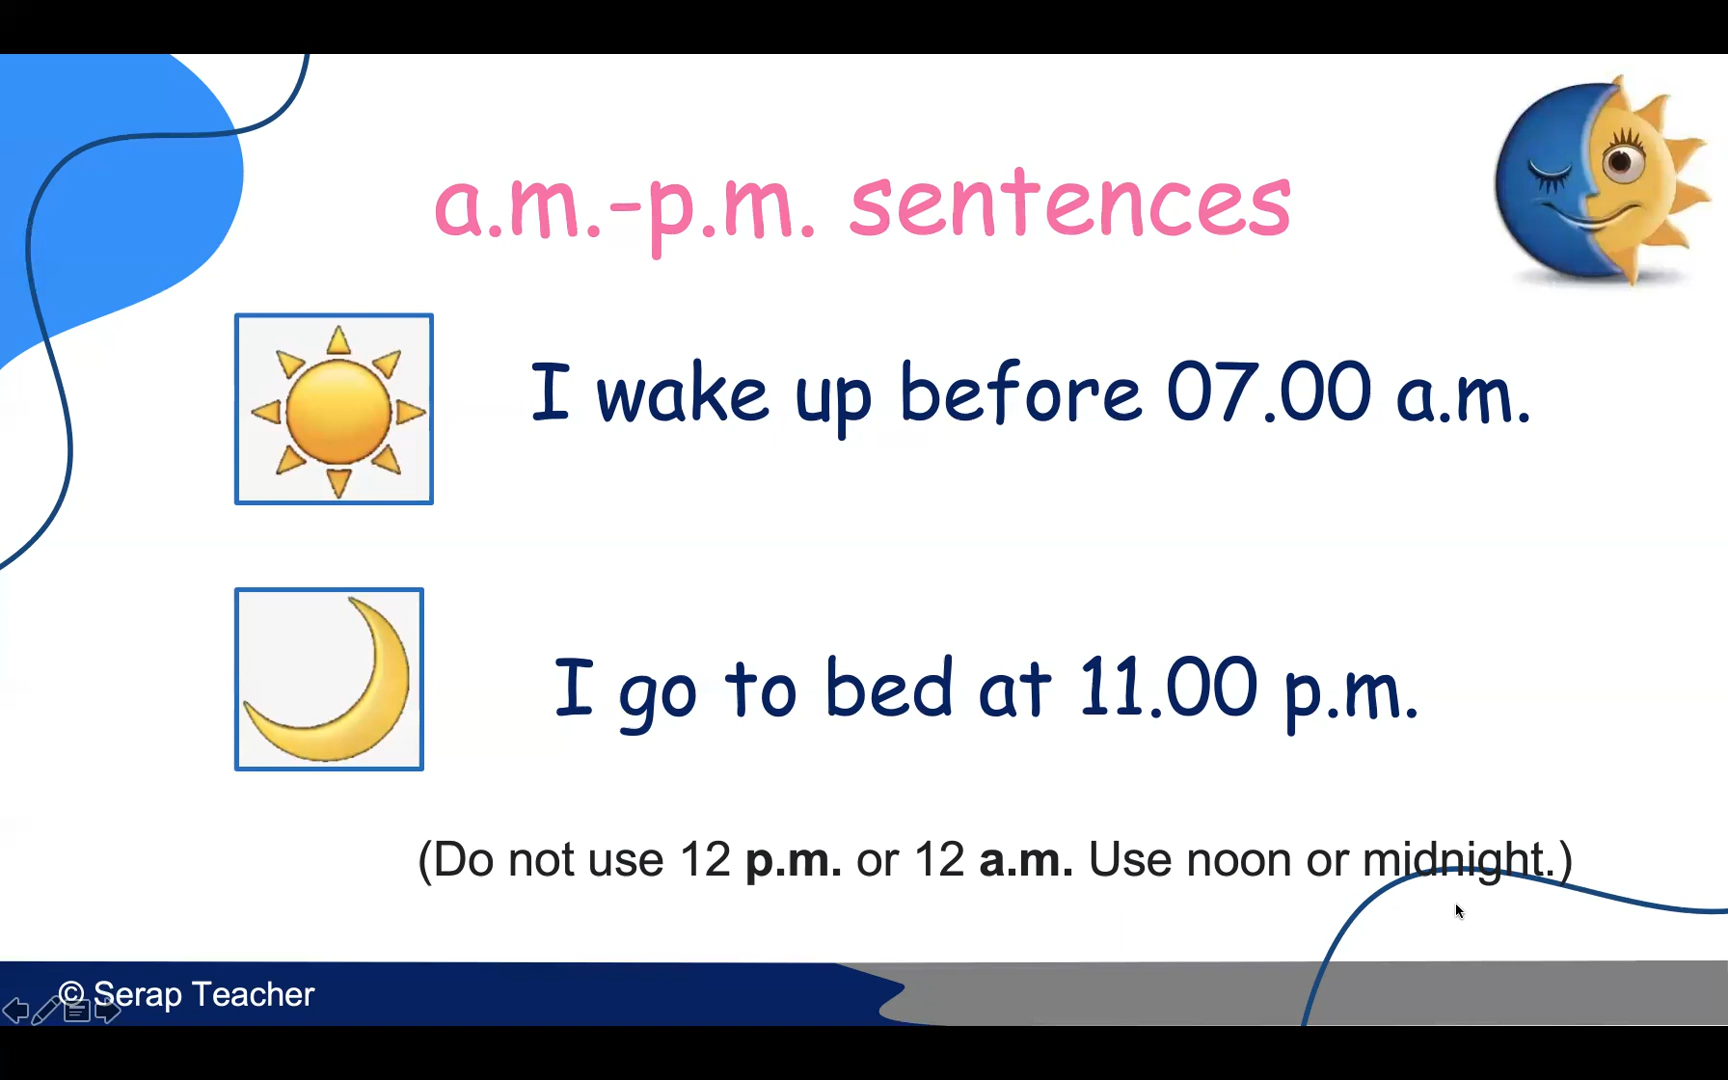 a.m.-p.m. sentences
I wake up before 07.00 a.m.
I go to bed at 11.00 p.m.
(Do not use 12 p.m. or 12 a.m. Use noon or midnight.)
© Serap Teacher